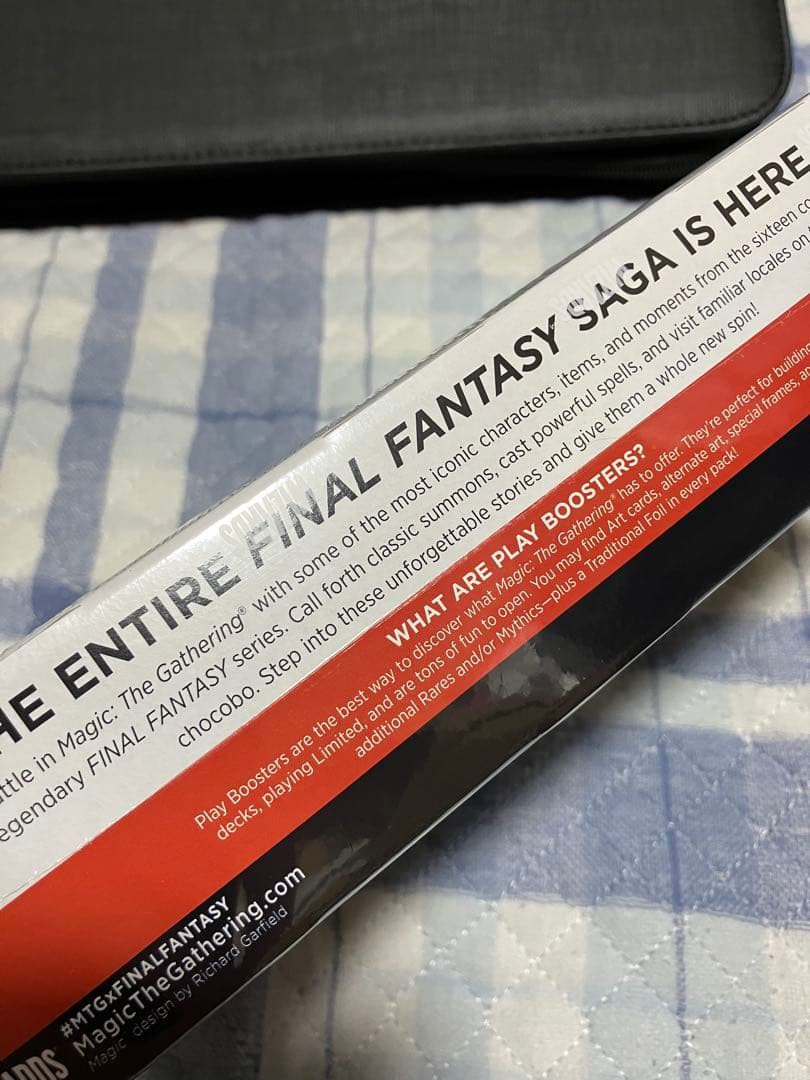 HE ENTIRE FINAL FANTASY SAGA IS HERE
attle in Magic: The Gathering® with some of the most iconic characters, items, and moments from the sixteen
egendary FINAL FANTASY series. Call forth classic summons, cast powerful spells, and visit familiar locales on
chocobo. Step into these unforgettable stories and give them a whole new spin!
WHAT ARE PLAY BOOSTERS?
Play Boosters are the best way to discover what Magic: The Gathering® has to offer. They're perfect for building
decks, playing Limited, and are tons of fun to open. You may find Art cards, alternate art, special frames,
additional Rares and/or Mythics—plus a Traditional Foil in every pack!
#MTGxFINALFANTASY
MagicTheGathering.com
Magic design by Richard Garfield
ARDS